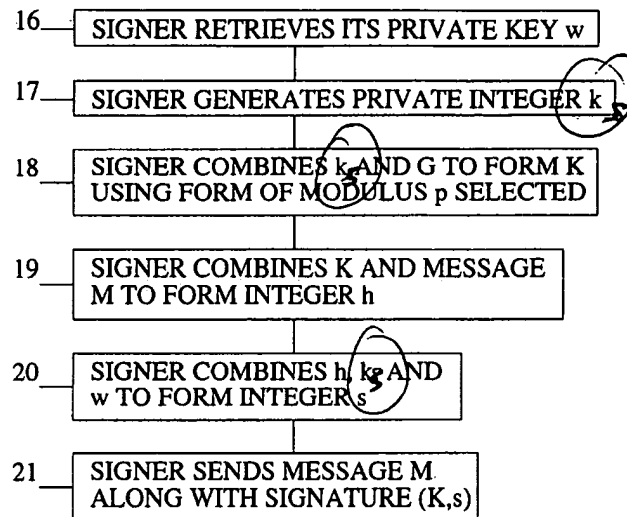 16 SIGNER RETRIEVES ITS PRIVATE KEY w
17 SIGNER GENERATES PRIVATE INTEGER k s
18 SIGNER COMBINES k s AND G TO FORM K
USING FORM OF MODULUS p SELECTED
19 SIGNER COMBINES K AND MESSAGE
M TO FORM INTEGER h
20 SIGNER COMBINES h, k s AND
w TO FORM INTEGER s
21 SIGNER SENDS MESSAGE M
ALONG WITH SIGNATURE (K,s)